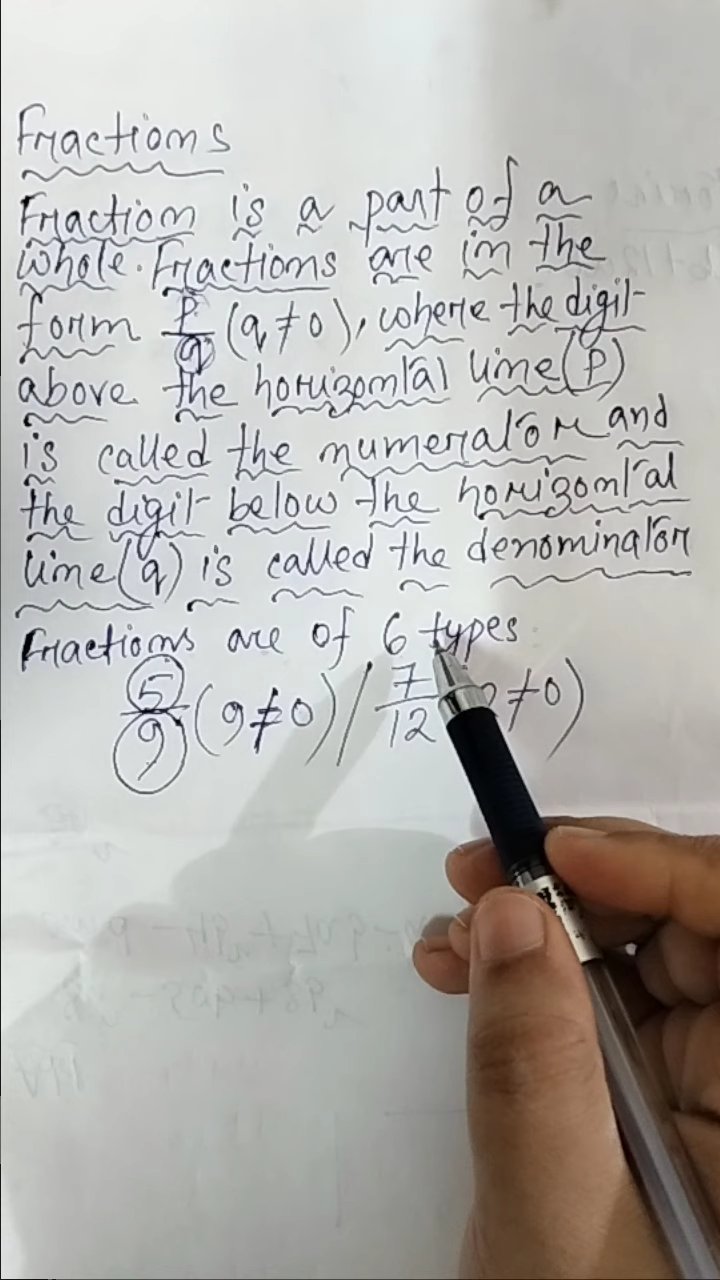 Fractions
Fraction is a part of a
whole. Fractions are in the
form p/q (q ≠ 0), where the digit
above the horizontal line (p)
is called the numerator and
the digit below the horizontal
line (q) is called the denominator
Fractions are of 6 types
5/9 (9 ≠ 0) / 7/12 2 ≠ 0)